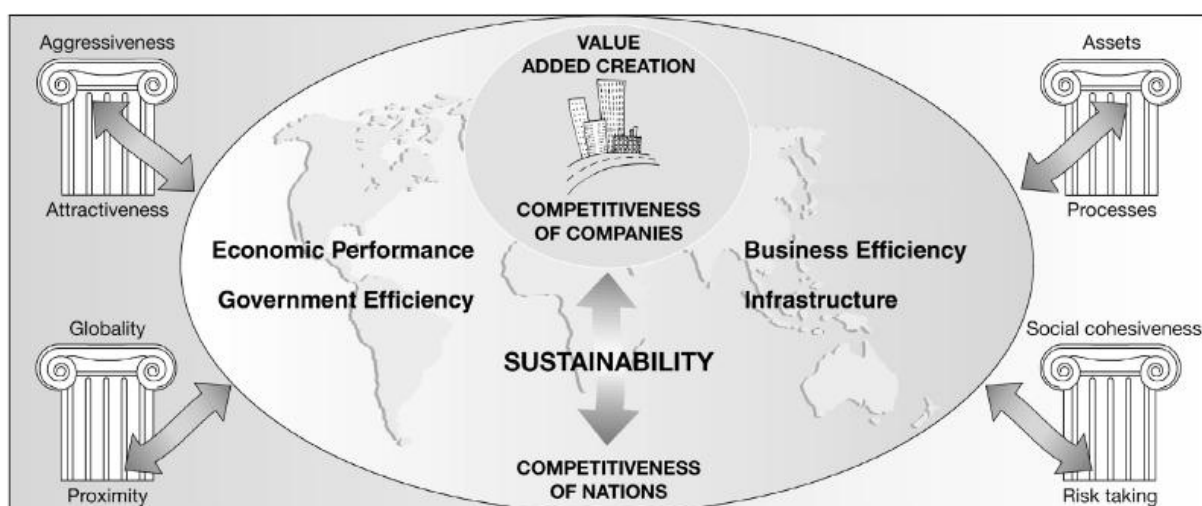 Aggressiveness
Attractiveness
Globality
Proximity
VALUE
ADDED CREATION
COMPETITIVENESS
OF COMPANIES
Economic Performance
Government Efficiency
Business Efficiency
Infrastructure
SUSTAINABILITY
COMPETITIVENESS
OF NATIONS
Assets
Processes
Social cohesiveness
Risk taking